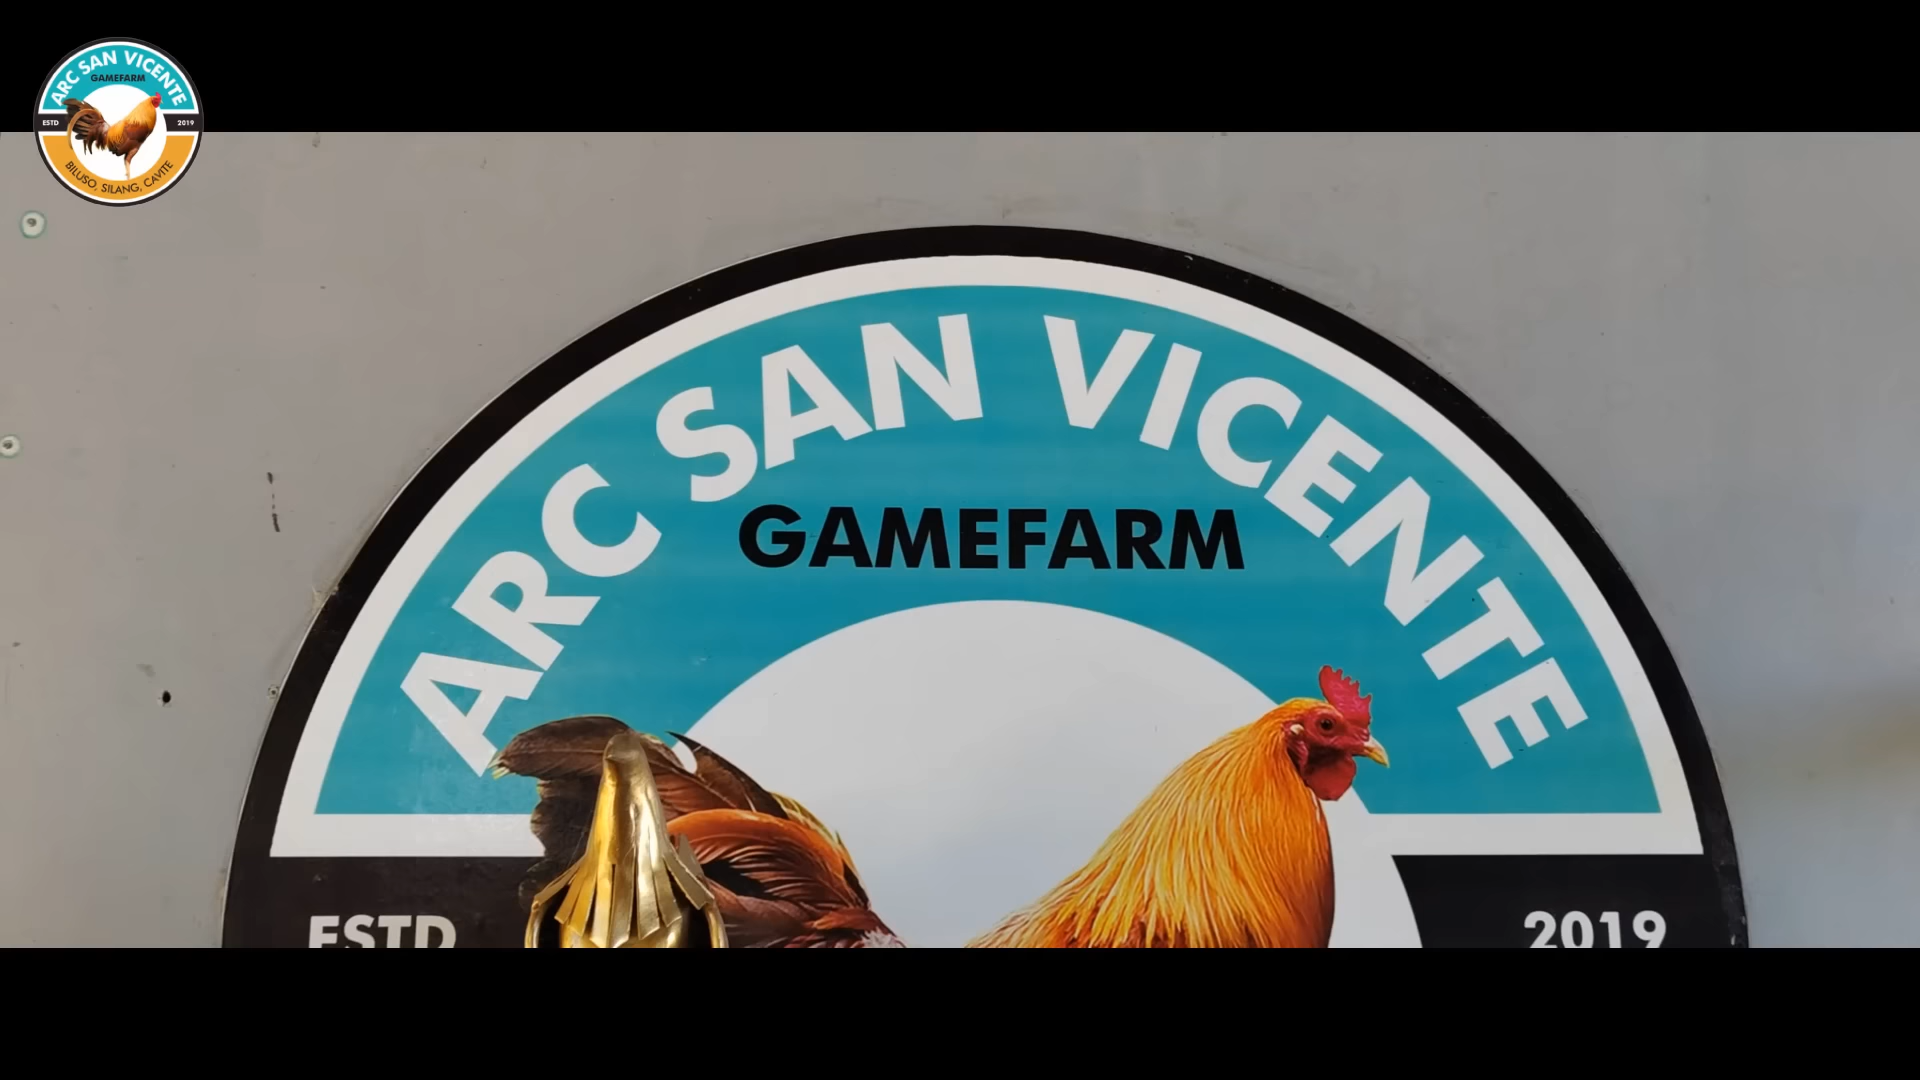 ARC SAN VICENTE
GAMEFARM
ESTD 2019
BILUSO, SILANG, CAVITE
ARC SAN VICENTE
GAMEFARM
ESTD 2019